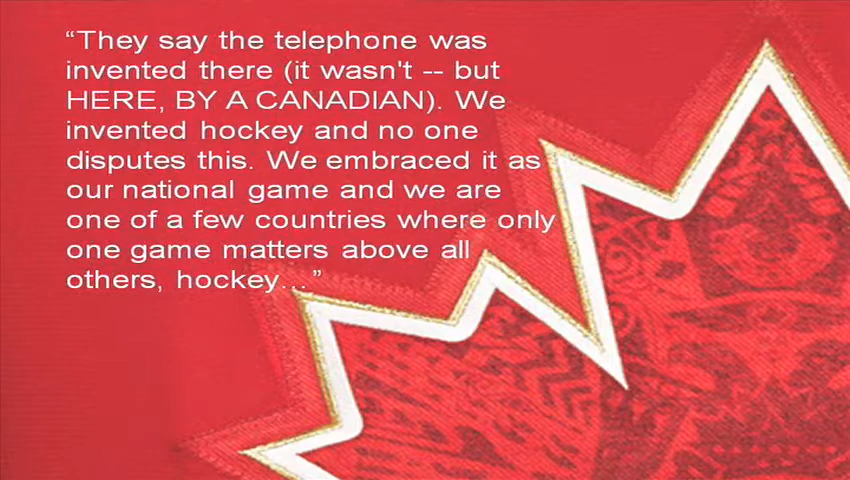 “They say the telephone was
invented there (it wasn't -- but
HERE, BY A CANADIAN). We
invented hockey and no one
disputes this. We embraced it as
our national game and we are
one of a few countries where only
one game matters above all
others, hockey…”